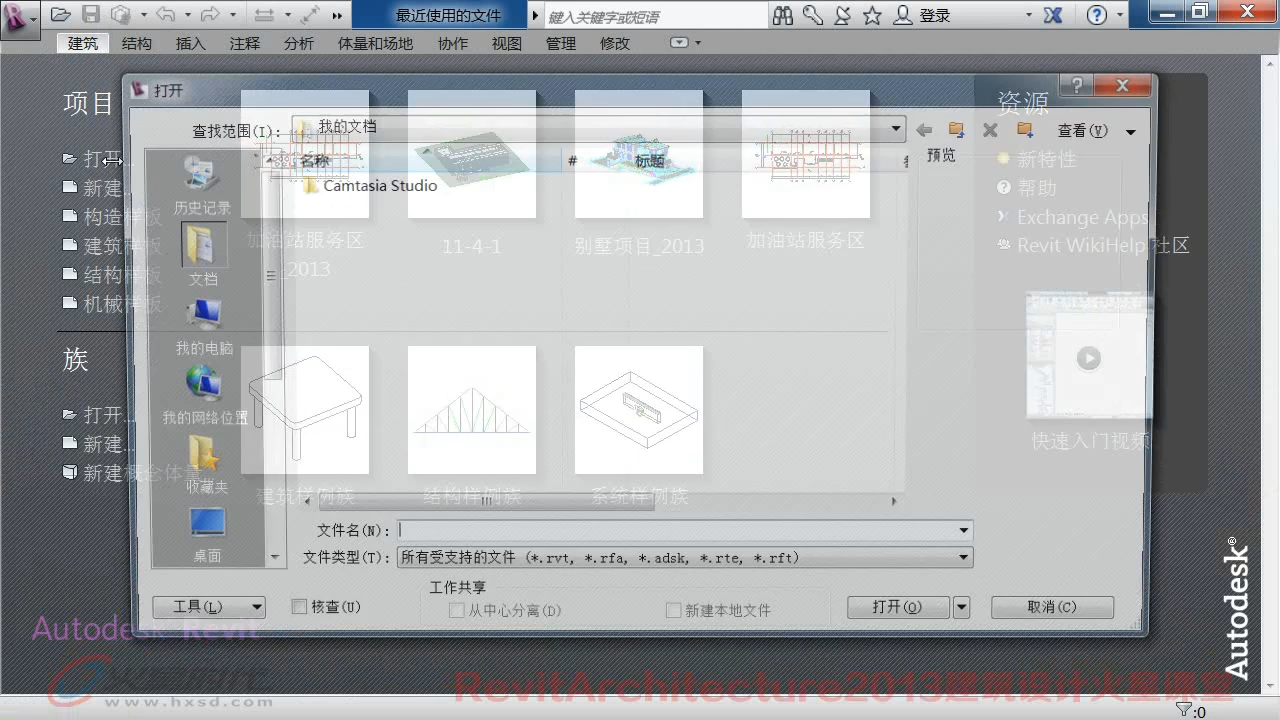 最近使用的文件
键入关键字或短语
登录
建筑 结构 插入 注释 分析 体量和场地 协作 视图 管理 修改
项目
打开
资源
查找范围(I):
我的文档
查看(V)
打开...
新建
构造样板
建筑样板
结构样板
机械样板
历史记录
文档
我的电脑
我的网络位置
收藏夹
桌面
名称
#
标题
预览
Camtasia Studio
加油站服务区_2013
11-4-1
别墅项目_2013
加油站服务区
新特性
帮助
Exchange Apps
Revit WikiHelp 社区
快速入门视频
族
打开...
新建...
新建概念体量...
建筑样例族
结构样例族
系统样例族
文件名(N):
文件类型(T):
所有受支持的文件 (*.rvt, *.rfa, *.adsk, *.rte, *.rft)
工作共享
工具(L)
核查(U)
从中心分离(D)
新建本地文件
打开(O)
取消(C)
Autodesk Revit
Autodesk®
火星时代
www.hxsd.com
RevitArchitecture2013建筑设计火星课堂
:0